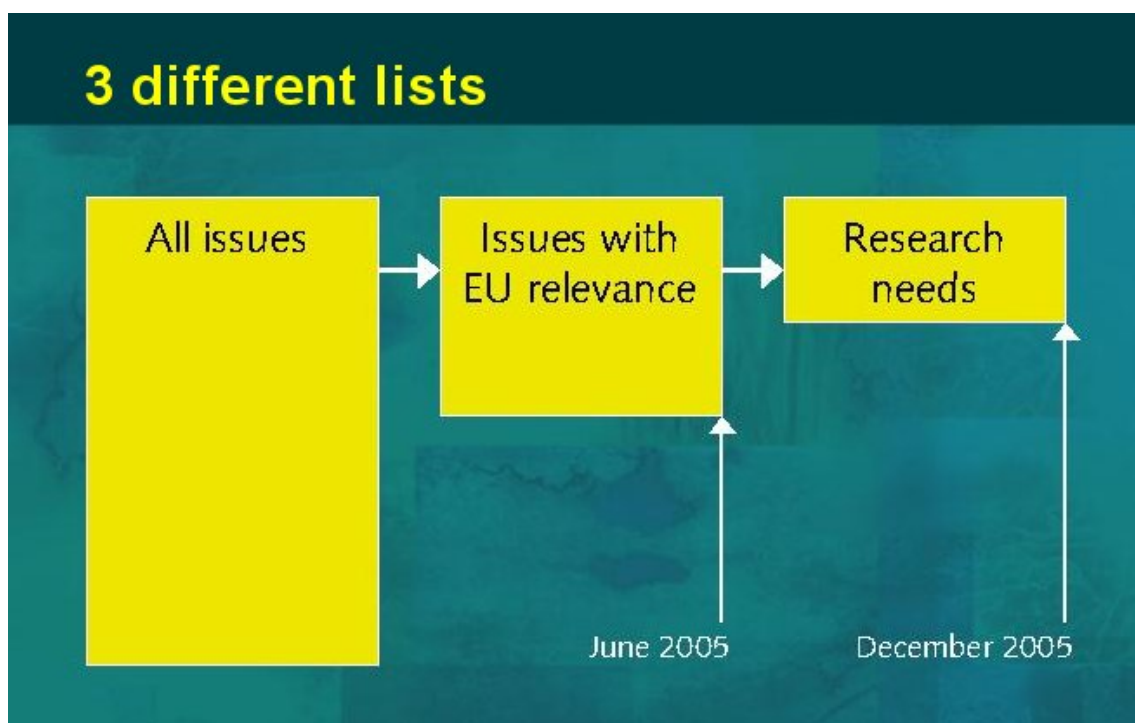 3 different lists
All issues
Issues with
EU relevance
Research
needs
June 2005
December 2005